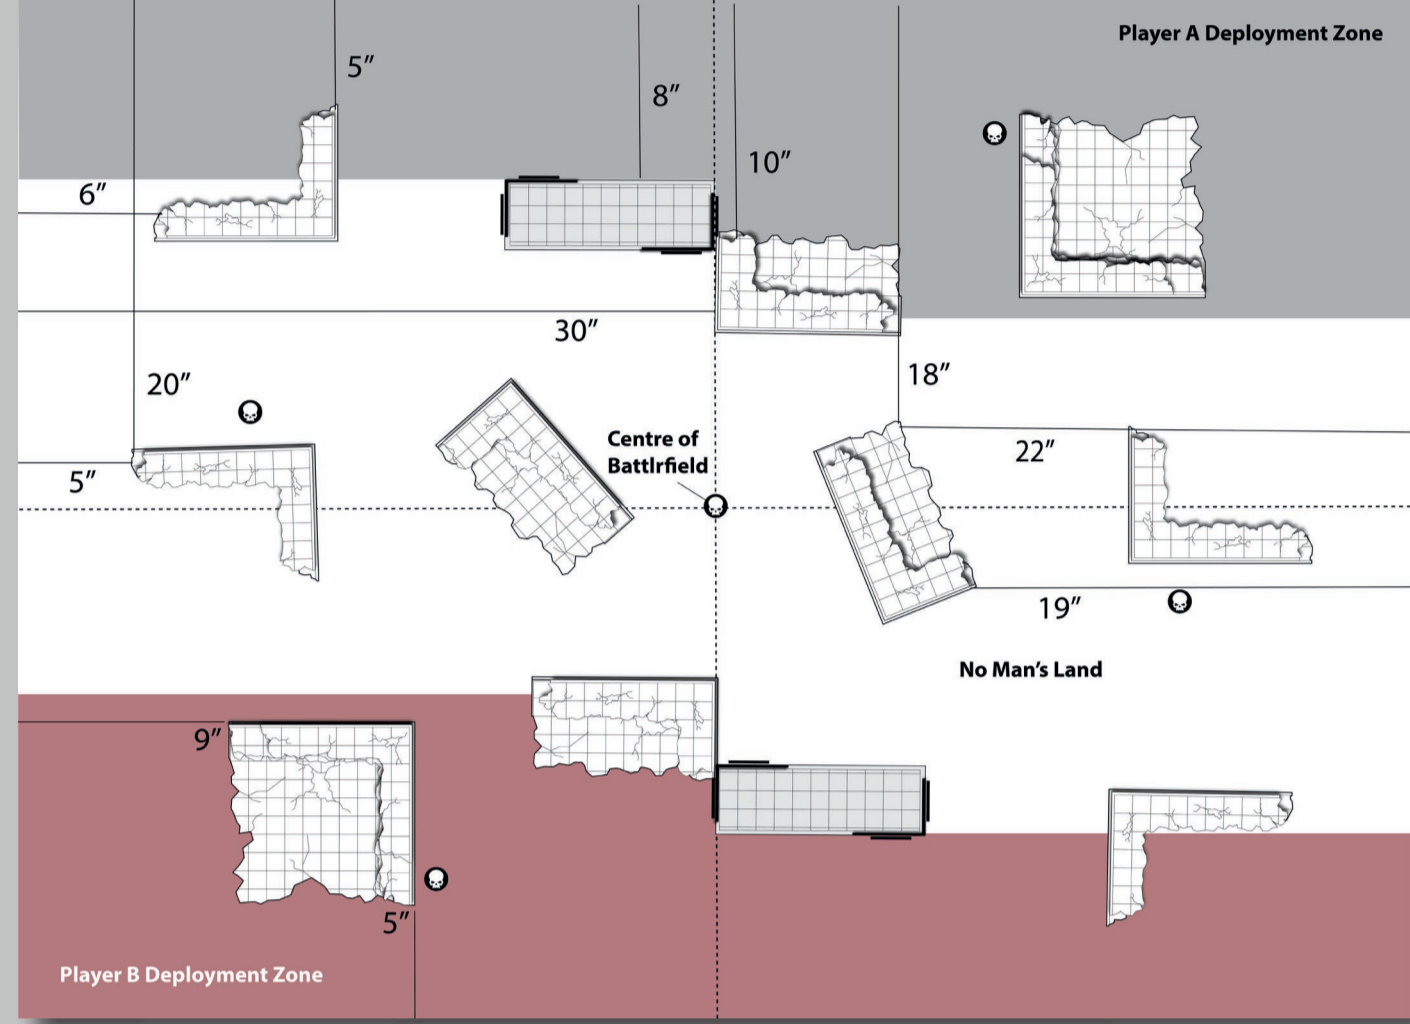 Player A Deployment Zone
5″
8″
10″
6″
30″
20″
18″
Centre of
Battlrfield
22″
5″
19″
No Man’s Land
9″
5″
Player B Deployment Zone